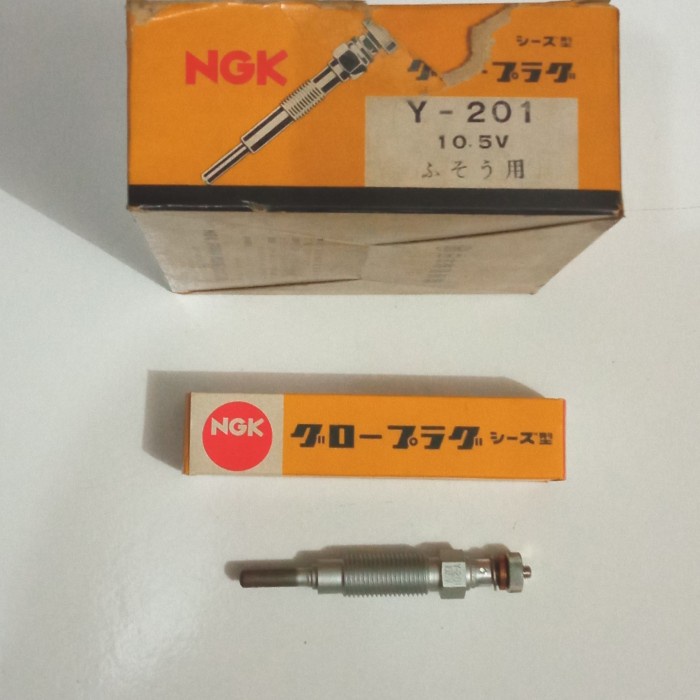 NGK
シーズ型
グロープラグ
Y-201
10.5V
ふそう用
NGK
グロープラグ シーズ型